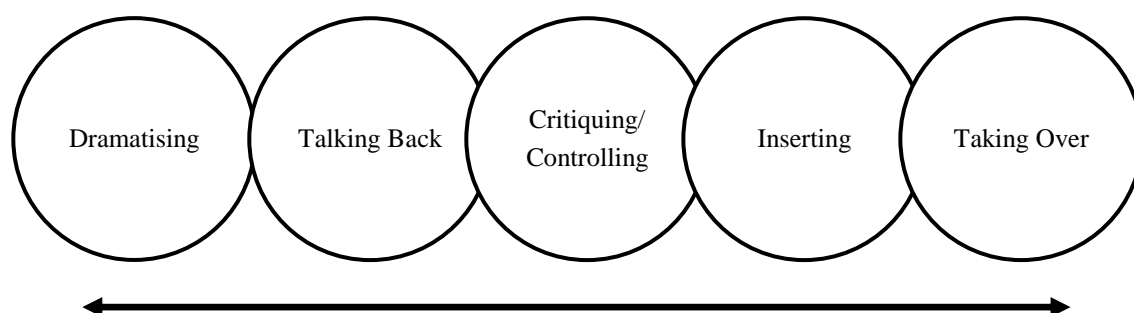 Dramatising
Talking Back
Critiquing/
Controlling
Inserting
Taking Over